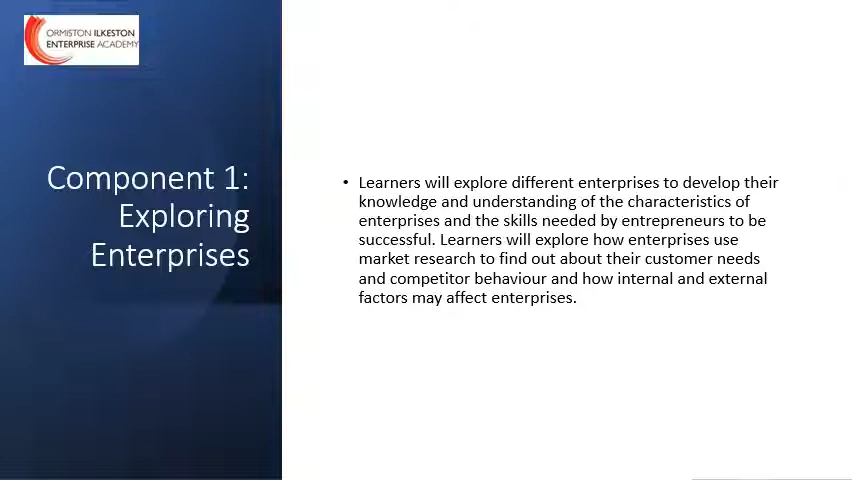 ORMISTON ILKESTON
ENTERPRISE ACADEMY
Component 1:
Exploring
Enterprises
• Learners will explore different enterprises to develop their
knowledge and understanding of the characteristics of
enterprises and the skills needed by entrepreneurs to be
successful. Learners will explore how enterprises use
market research to find out about their customer needs
and competitor behaviour and how internal and external
factors may affect enterprises.